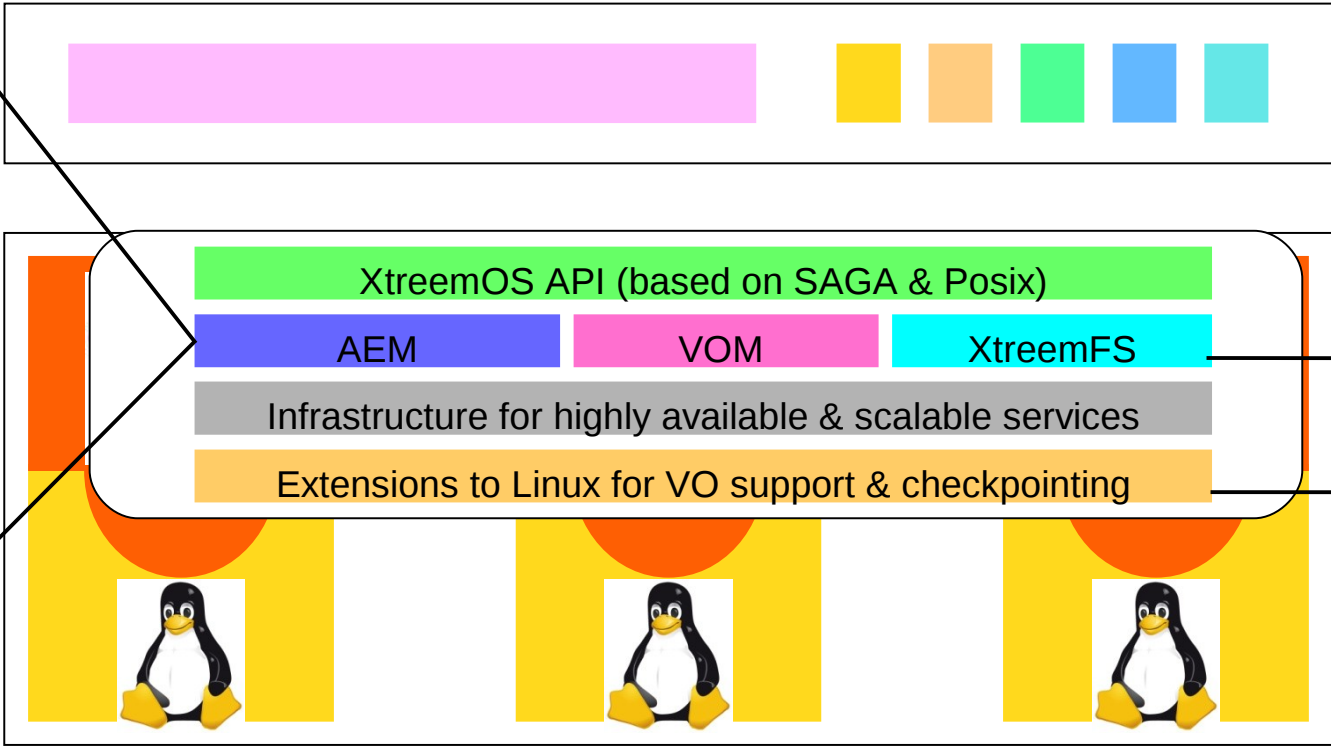 XtreemOS API (based on SAGA & Posix)
AEM VOM XtreemFS
Infrastructure for highly available & scalable services
Extensions to Linux for VO support & checkpointing